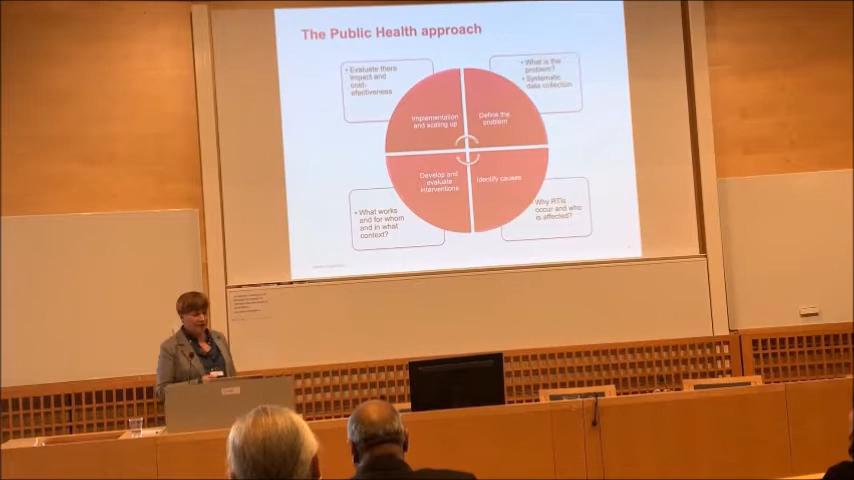 The Public Health approach
• Evaluate there
impact and
cost-
efectiveness
• What is the
problem?
• Systematic
data collection
Implementation
and scaling up
Define the
problem
Develop and
evaluate
interventions
Identify causes
• What works
and for whom
and in what
context?
• Why RTIs
occur and who
is affected?